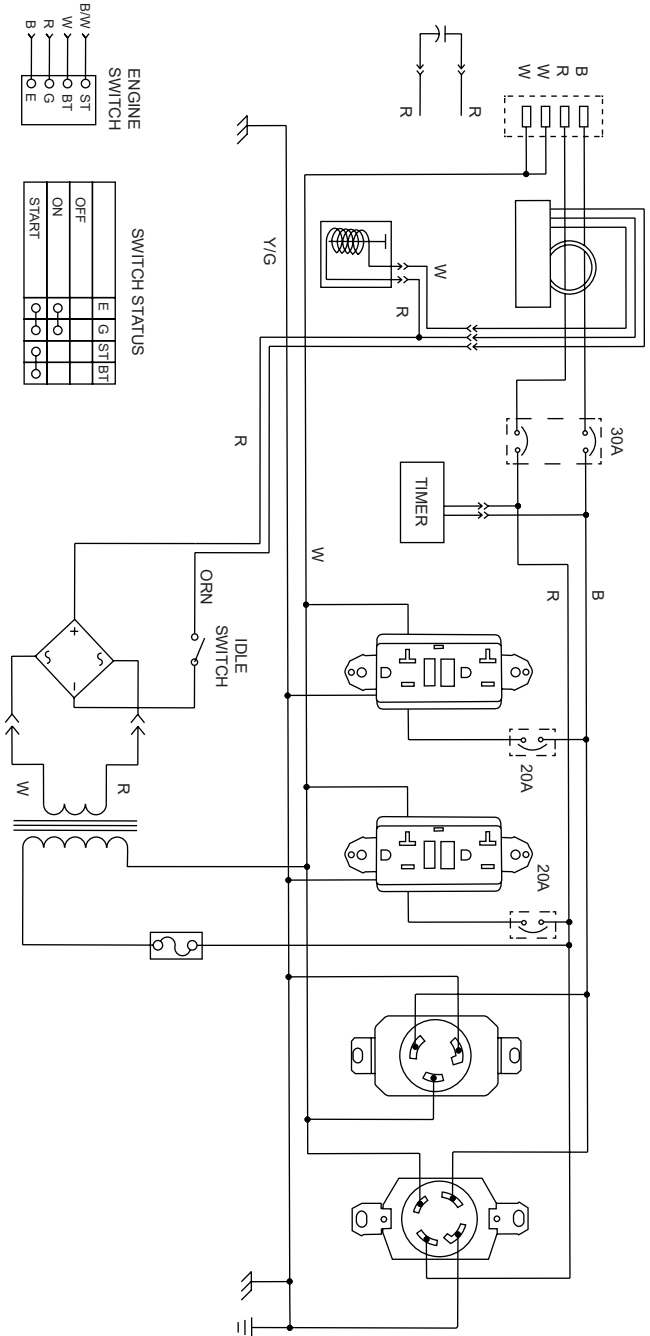 B/W
W
R
B
ST
BT
G
E
ENGINE
SWITCH
SWITCH STATUS
E
G
ST
BT
OFF
ON
START
R
R
W
W
R
B
Y/G
W
R
30A
TIMER
R
W
B
R
ORN
IDLE
SWITCH
+
−
R
W
20A
20A